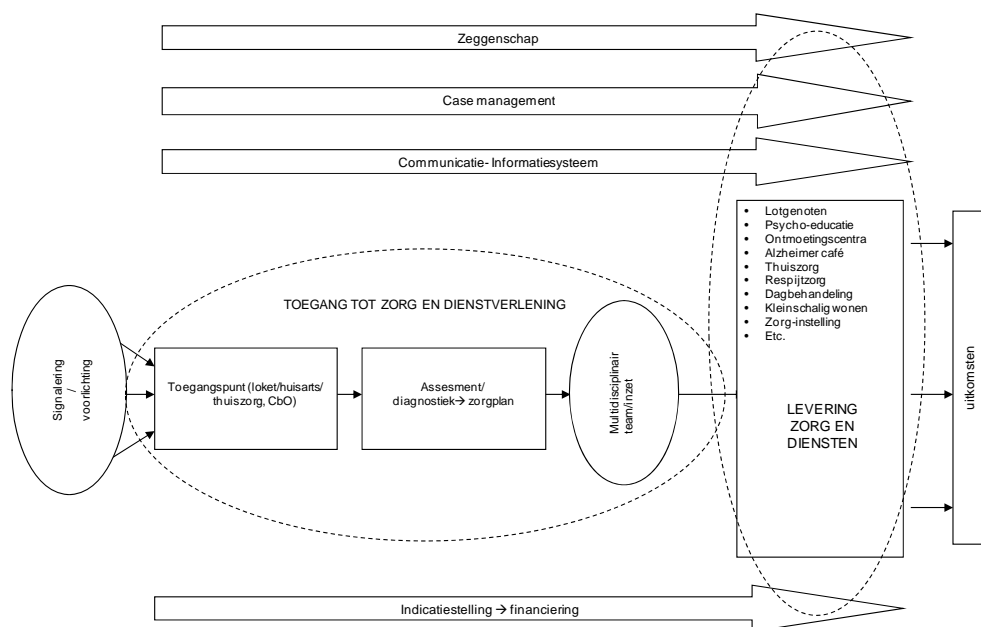 Zeggenschap
Case management
Communicatie- Informatiesysteem
• Lotgenoten
• Psycho-educatie
• Ontmoetingscentra
• Alzheimer café
• Thuiszorg
• Respijtzorg
• Dagbehandeling
• Kleinschalig wonen
• Zorg-instelling
• Etc.
TOEGANG TOT ZORG EN DIENSTVERLENING
Signalering
/
voorlichting
Toegangspunt (loket/huisarts/
thuiszorg, CbO)
Assesment/
diagnostiek→ zorgplan
Multidisciplinair
team/inzet
LEVERING
ZORG EN
DIENSTEN
uitkomsten
Indicatiestelling → financiering